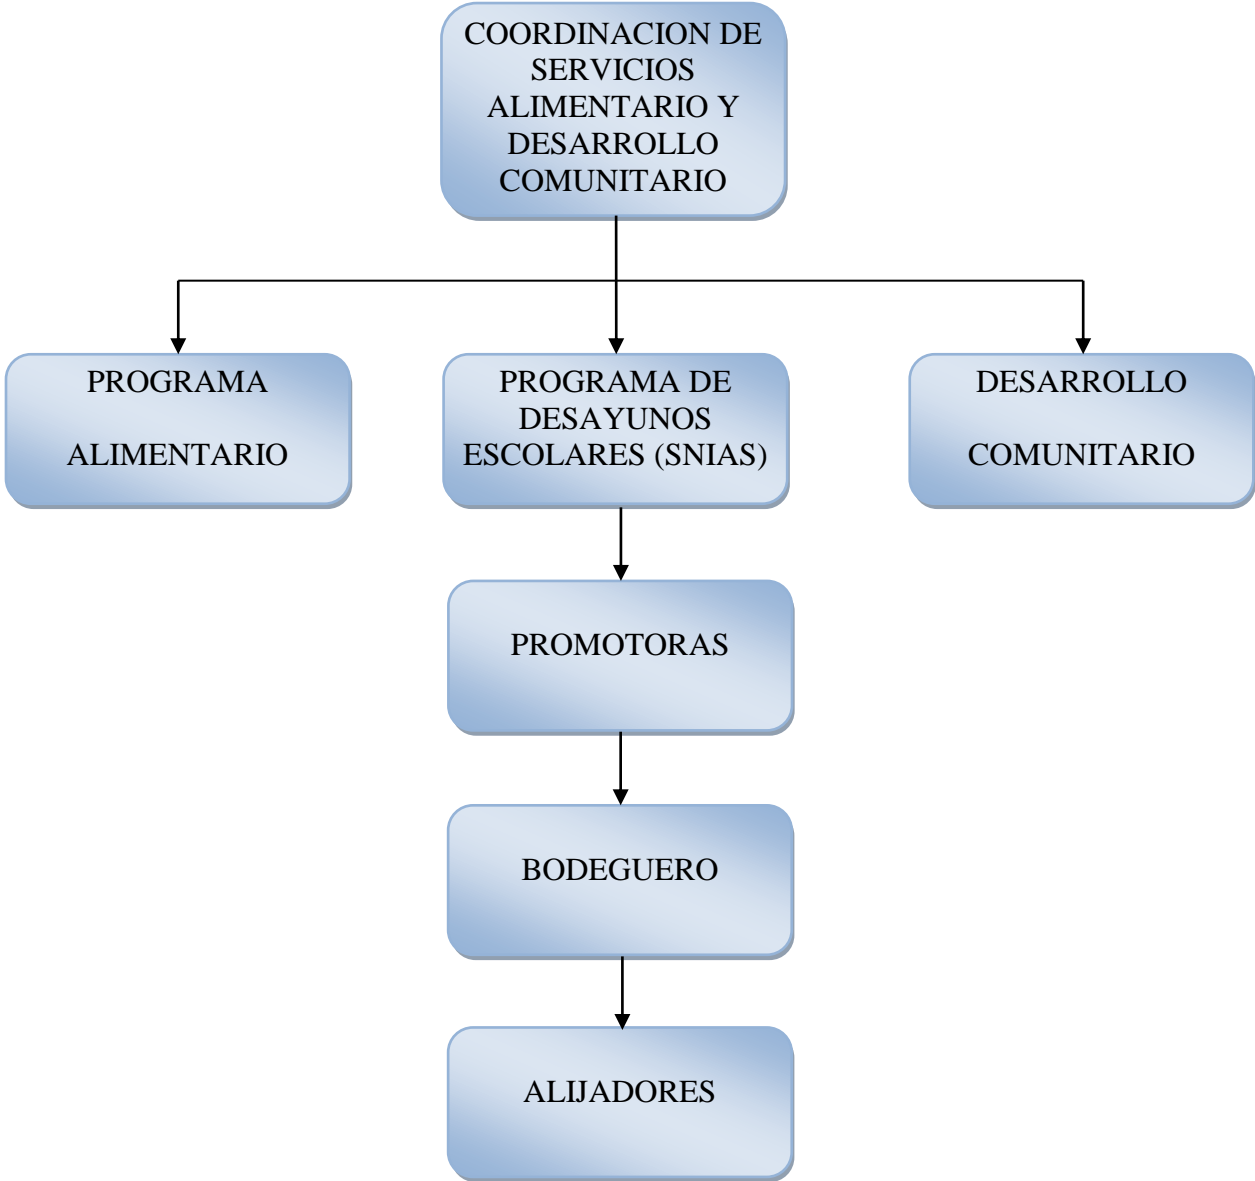 COORDINACION DE
SERVICIOS
ALIMENTARIO Y
DESARROLLO
COMUNITARIO
PROGRAMA
ALIMENTARIO
PROGRAMA DE
DESAYUNOS
ESCOLARES (SNIAS)
DESARROLLO
COMUNITARIO
PROMOTORAS
BODEGUERO
ALIJADORES